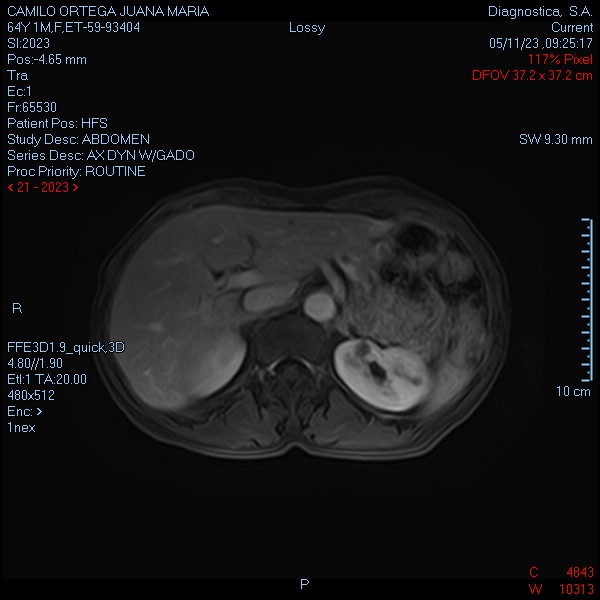 CAMILO ORTEGA JUANA MARIA
64Y 1M,F,ET-59-93404
SI:2023
Pos:-4.65 mm
Tra
Ec:1
Fr:65530
Patient Pos: HFS
Study Desc: ABDOMEN
Series Desc: AX DYN W/GADO
Proc Priority: ROUTINE
< 21 - 2023 >
Lossy
Diagnostica, S.A.
Current
05/11/23 ,09:25:17
117% Pixel
DFOV 37.2 x 37.2 cm
SW 9.30 mm
R
FFE3D1.9_quick,3D
4.80//1.90
Etl:1 TA:20.00
480x512
Enc: >
1nex
10 cm
P
C 4843
W 10313